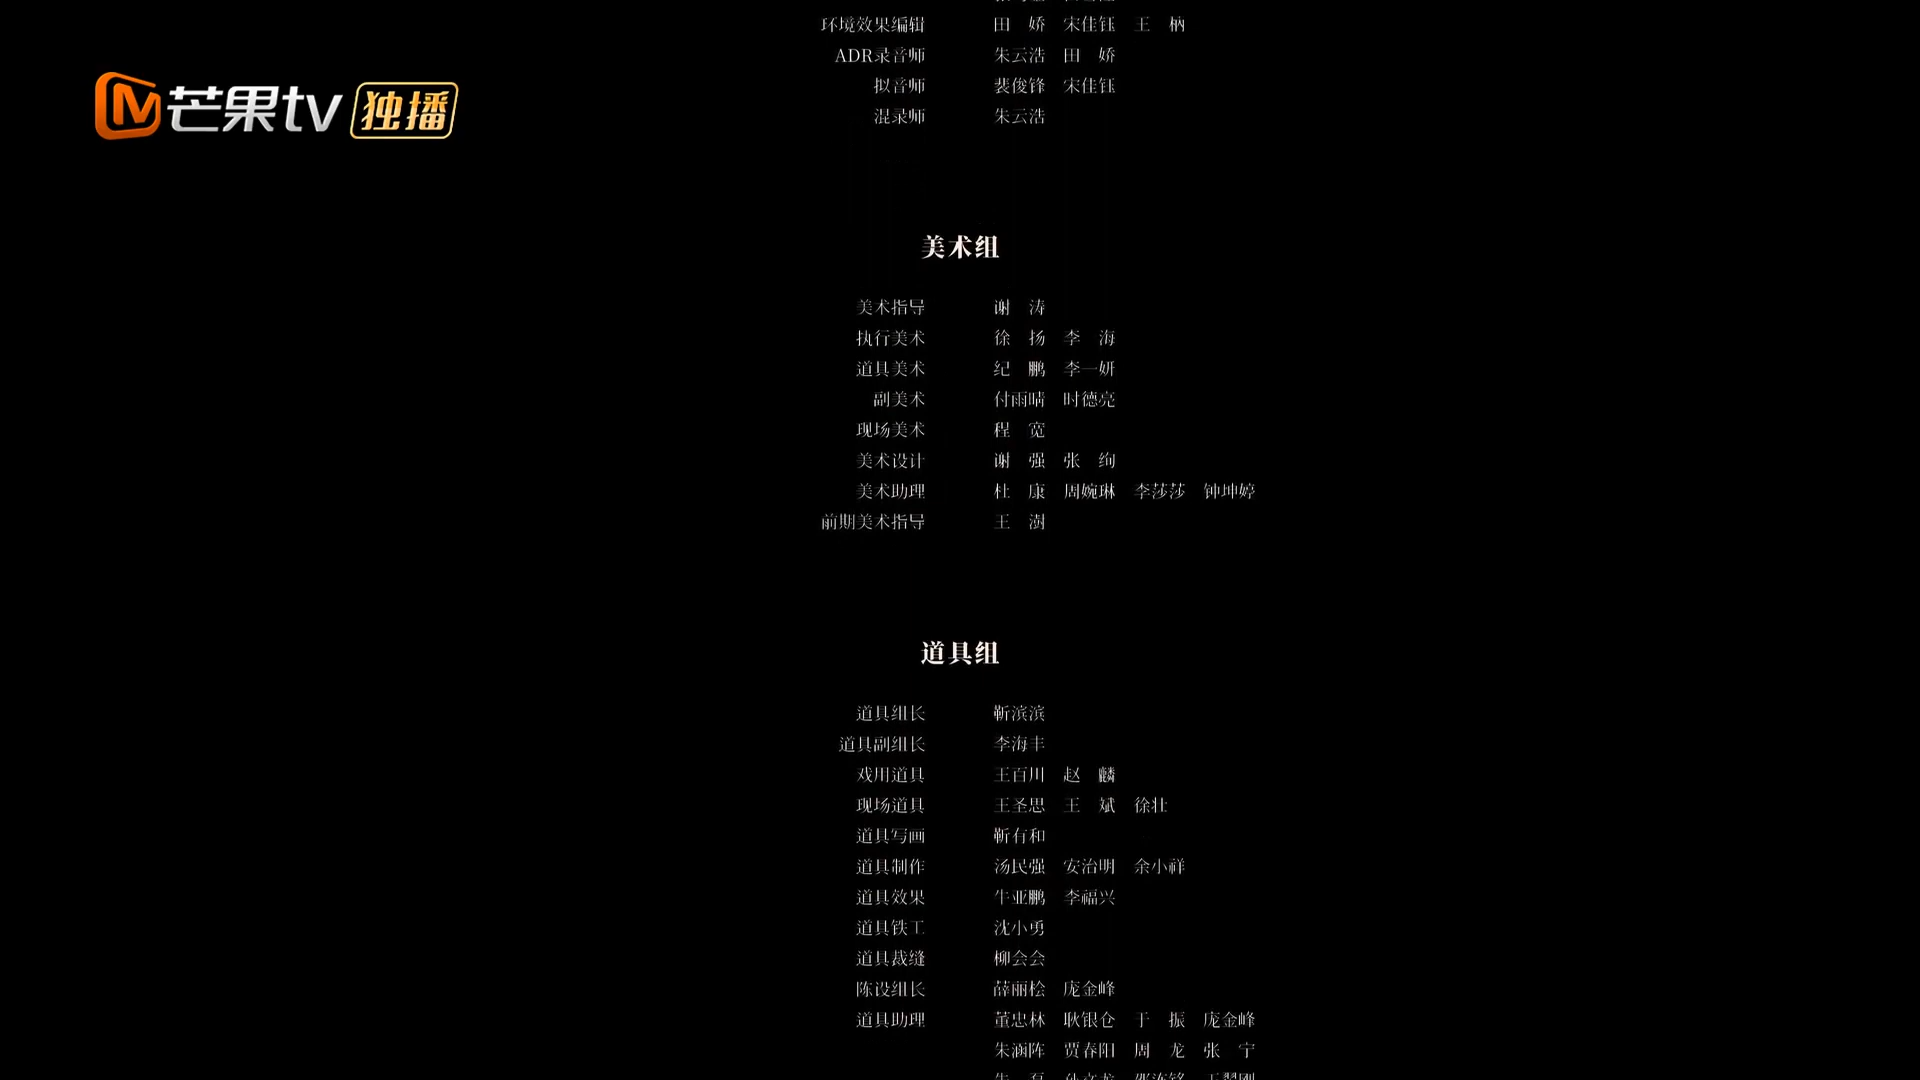 环境效果编辑 田 娇 宋佳钰 王 柄
ADR录音师 朱云浩 田 娇
拟音师 裴俊锋 宋佳钰
混录师 朱云浩
芒果tv 独播
美术组
美术指导 谢 涛
执行美术 徐 扬 李 海
道具美术 纪 鹏 李一妍
副美术 付雨晴 时德亮
现场美术 程 宽
美术设计 谢 强 张 绚
美术助理 杜 康 周婉琳 李莎莎 钟坤婷
前期美术指导 王 澍
道具组
道具组长 靳滨滨
道具副组长 李海丰
戏用道具 王百川 赵 麟
现场道具 王圣思 王 斌 徐壮
道具写画 靳有和
道具制作 汤民强 安治明 余小祥
道具效果 牛亚鹏 李福兴
道具铁工 沈小勇
道具裁缝 柳会会
陈设组长 薛丽桧 庞金峰
道具助理 董忠林 耿银仓 于 振 庞金峰
朱涵阵 贾春阳 周 龙 张 宁